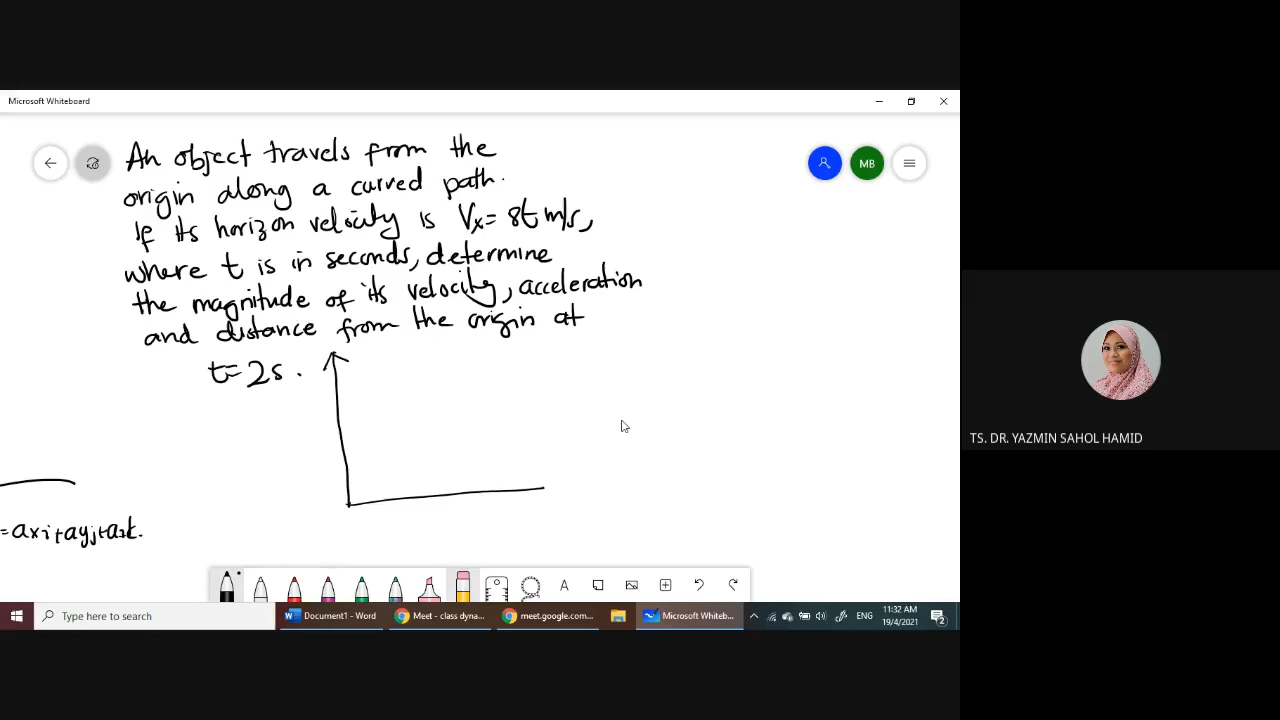 Microsoft Whiteboard
An object travels from the
origin along a curved path.
If its horizon velocity is Vx = 8t m/s,
MB
where t is in seconds, determine
the magnitude of its velocity, acceleration
and distance from the origin at
t = 2s.
TS. DR. YAZMIN SAHOL HAMID
= axi + ayj +
A
Type here to search
Document1 - Word
Meet - class dyna...
meet.google.com...
Microsoft Whiteb...
ENG
11:32 AM
19/4/2021
2